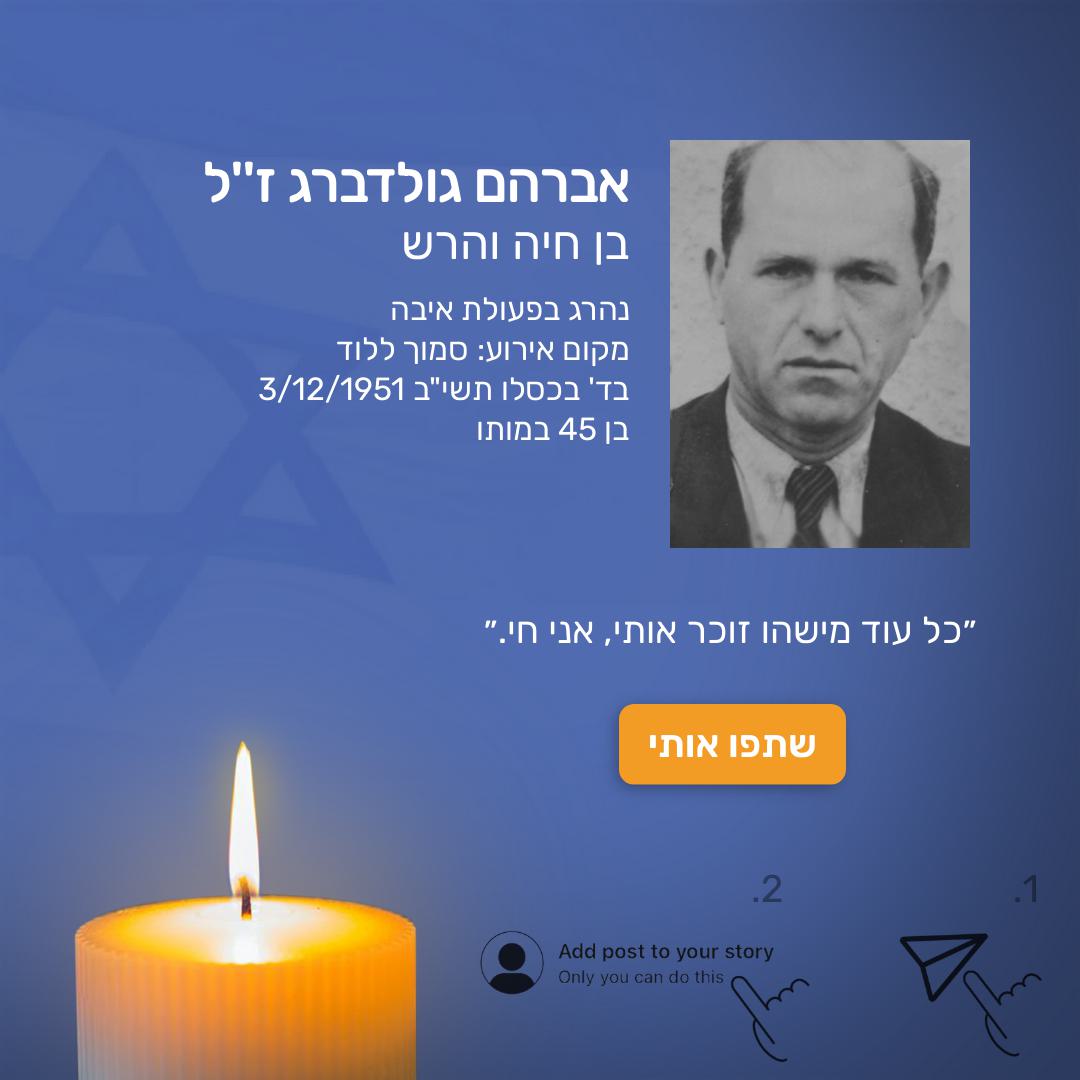 אברהם גולדברג ז"ל
בן חיה והרש
נהרג בפעולת איבה
מקום אירוע: סמוך ללוד
בד' בכסלו תשי"ב 3/12/1951
בן 45 במותו
״כל עוד מישהו זוכר אותי, אני חי.״
שתפו אותי
1.
2.
Add post to your story
Only you can do this